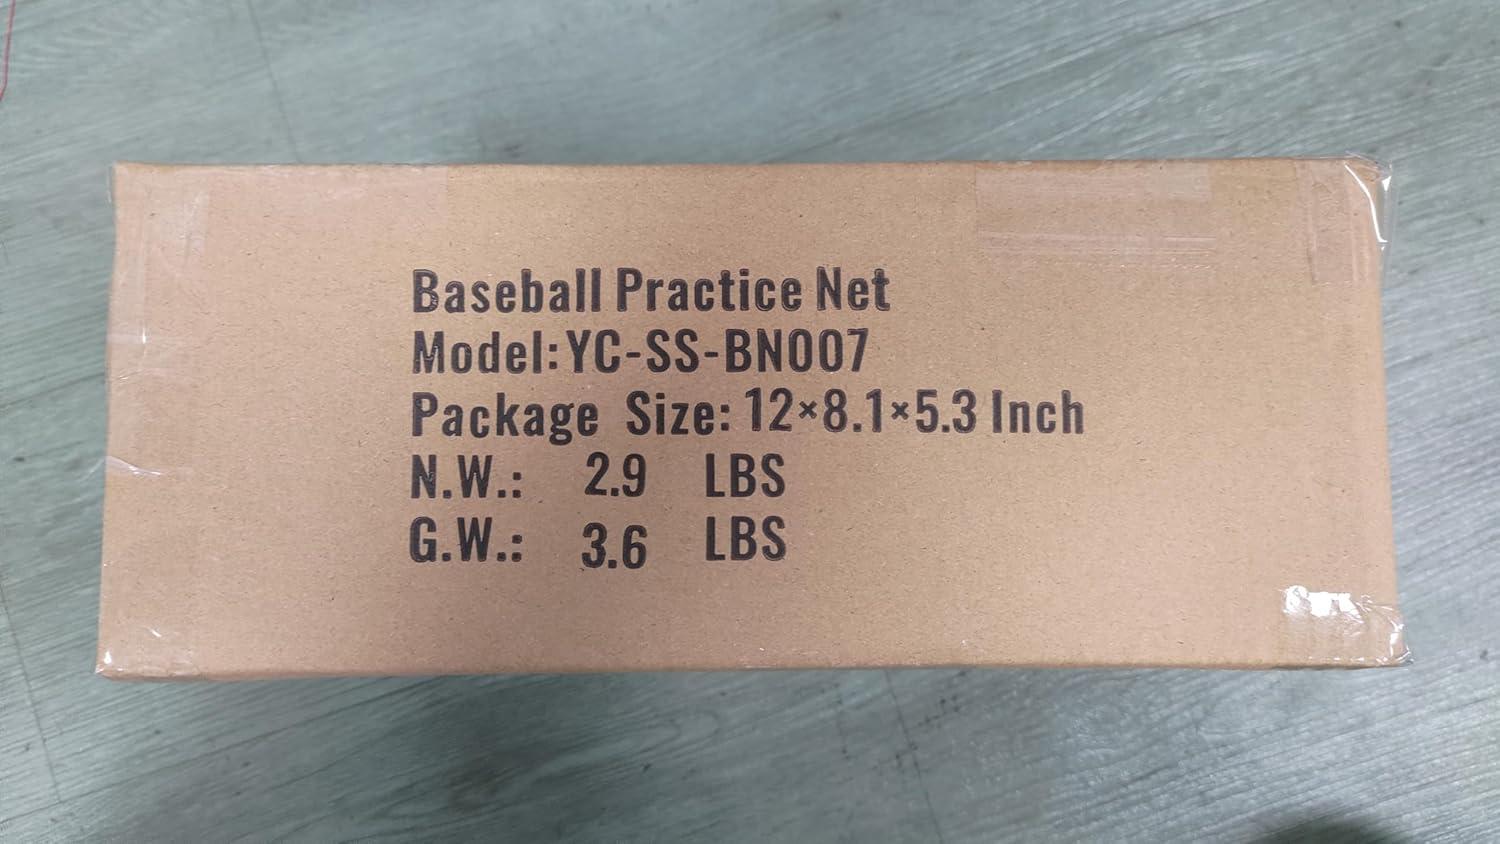 Baseball Practice Net
Model:YC-SS-BN007
Package Size: 12×8.1×5.3 Inch
N.W.: 2.9 LBS
G.W.: 3.6 LBS